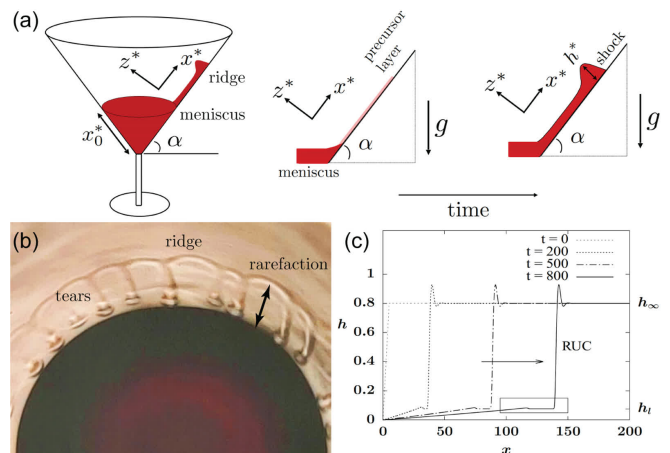 (a)
z*
x*
ridge
meniscus
x₀*
α
precursor
layer
z*
x*
g
α
meniscus
shock
h*
x*
z*
g
α
time
(b)
ridge
rarefaction
tears
(c)
t = 0
t = 200
t = 500
t = 800
1
0.8
0.6
0.4
0.2
0
h
h∞
RUC
hₗ
0
50
100
150
200
x